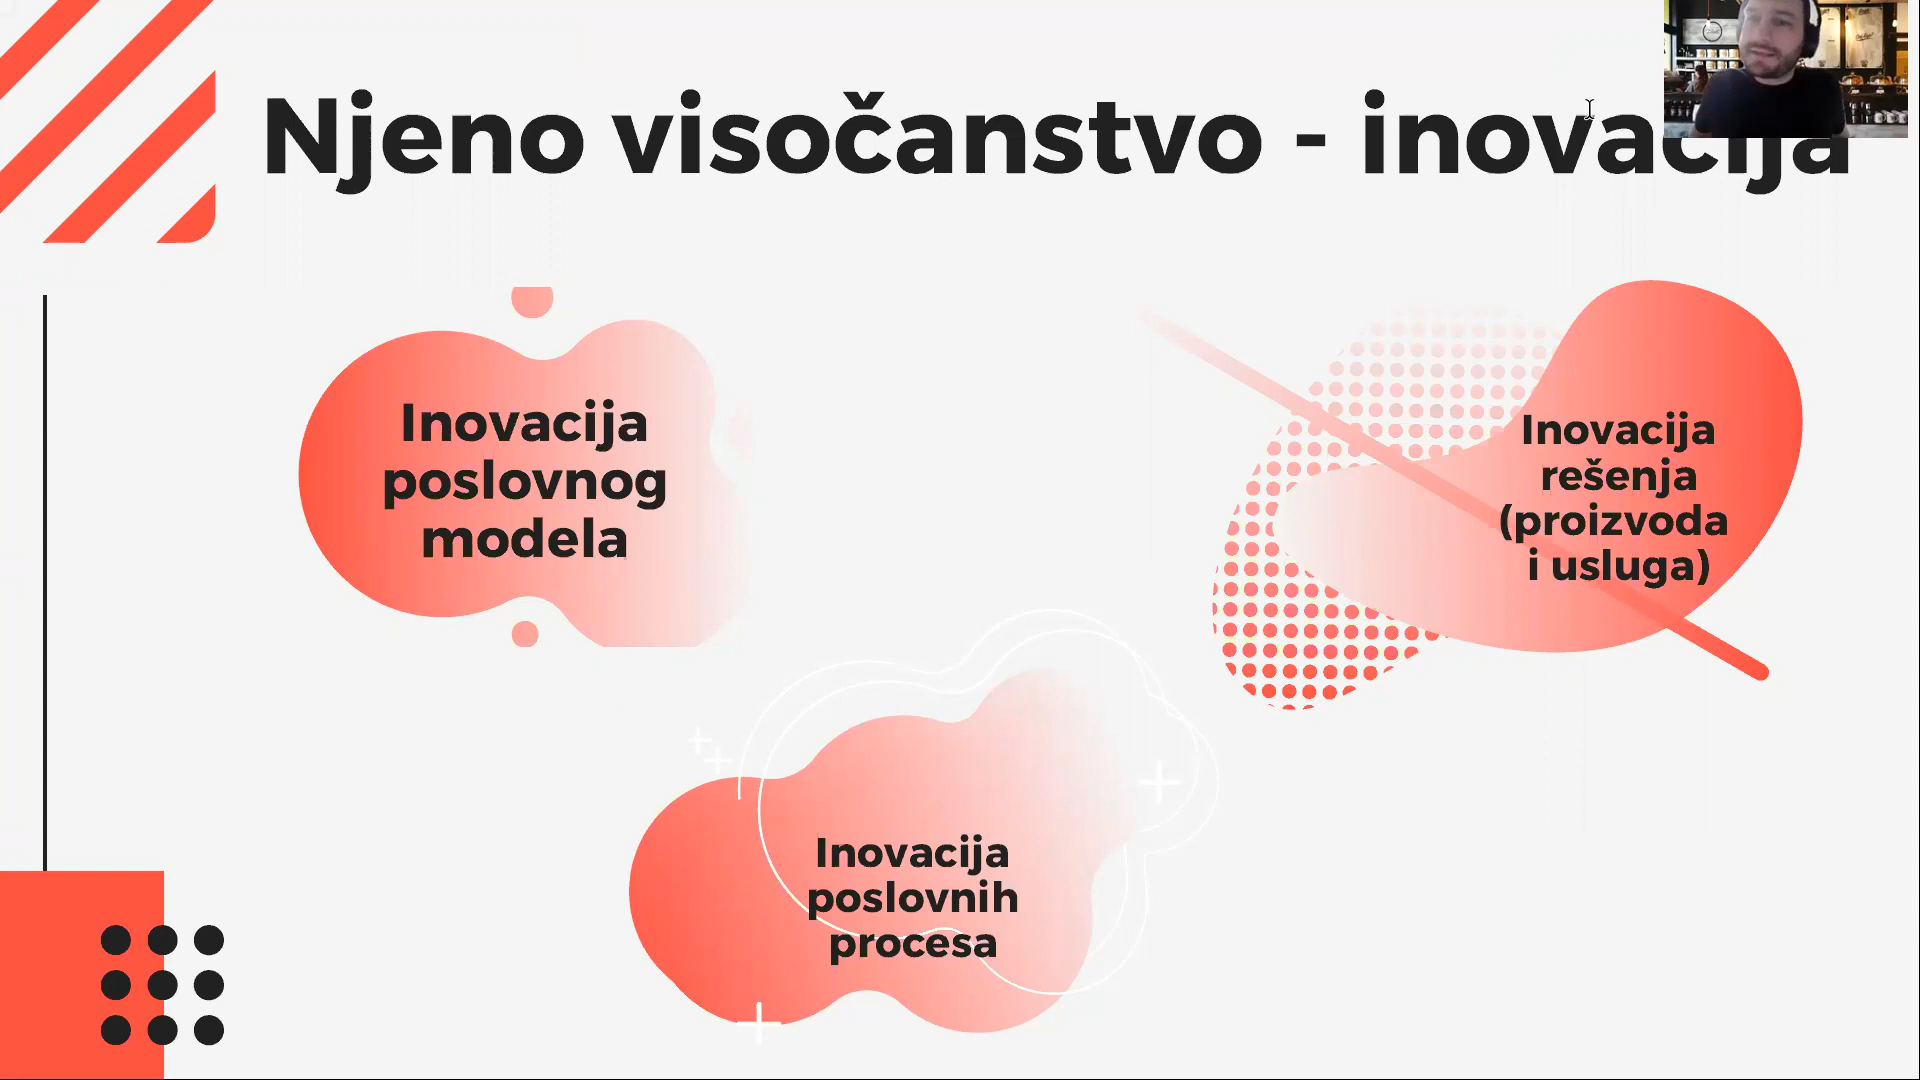 Njeno visočanstvo - inovacija
Inovacija
poslovnog
modela
Inovacija
rešenja
(proizvoda
i usluga)
Inovacija
poslovnih
procesa